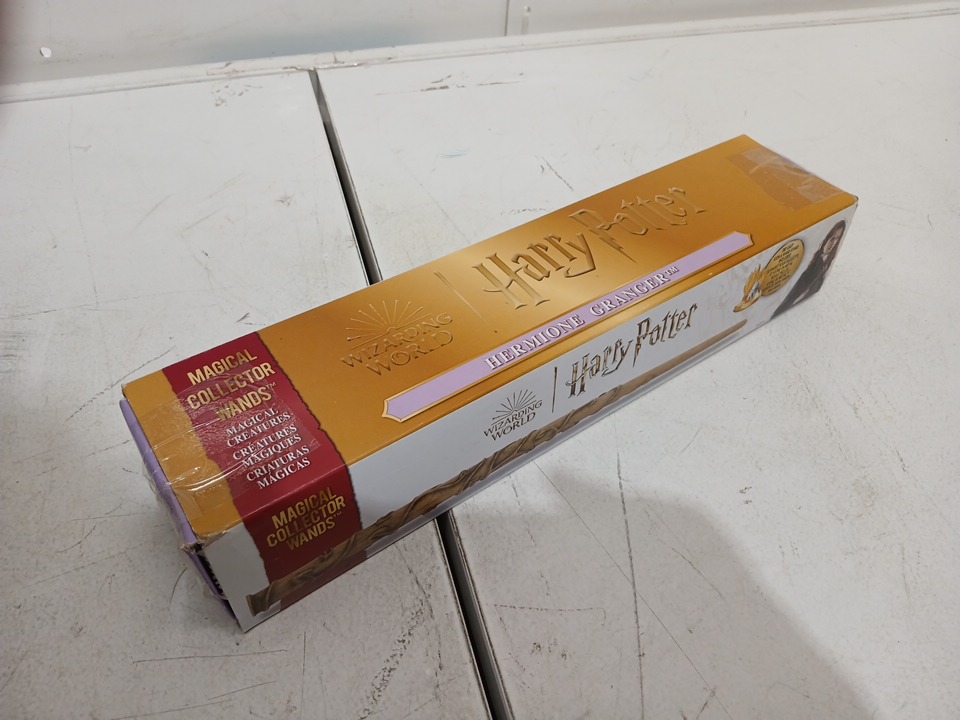 MAGICAL
COLLECTOR
WANDS™
MAGICAL
CREATURES
CRÉATURES
MAGIQUES
CRIATURAS
MÁGICAS
WIZARDING
WORLD
Harry Potter
HERMIONE GRANGER™
MAGICAL
COLLECTOR
WANDS™
WIZARDING
WORLD
Harry Potter